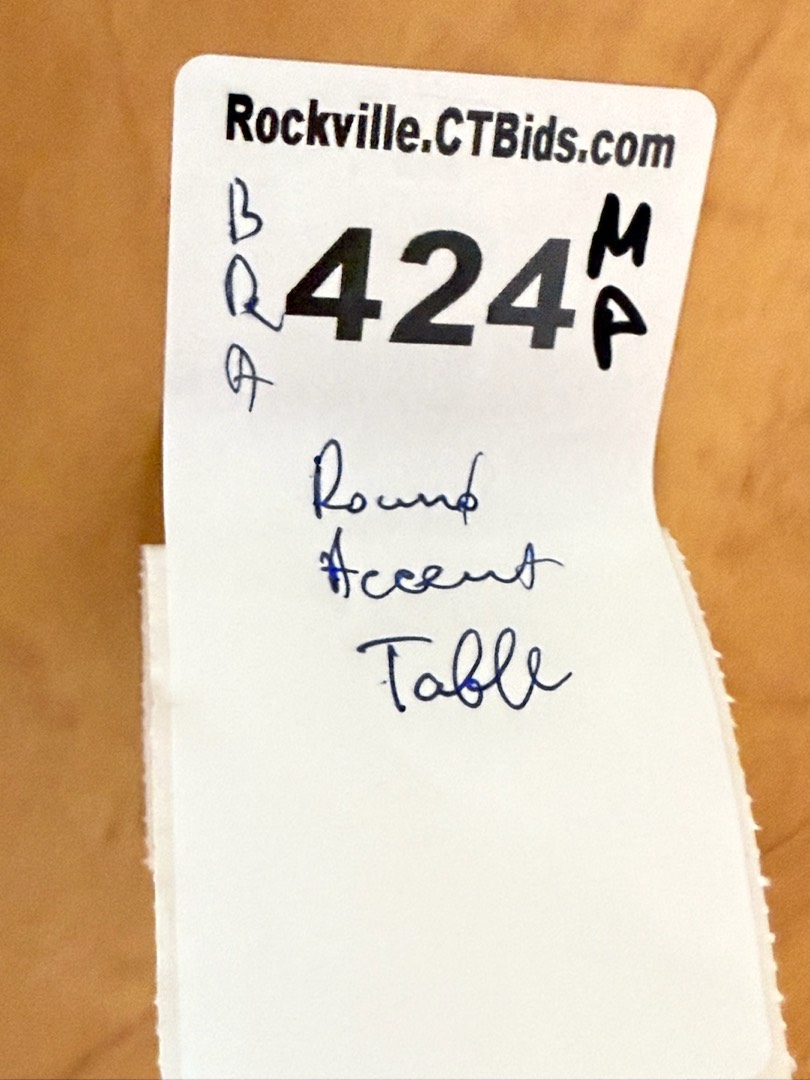 Rockville.CTBids.com
B
R
A
424
M
P
Round
Accent
Table